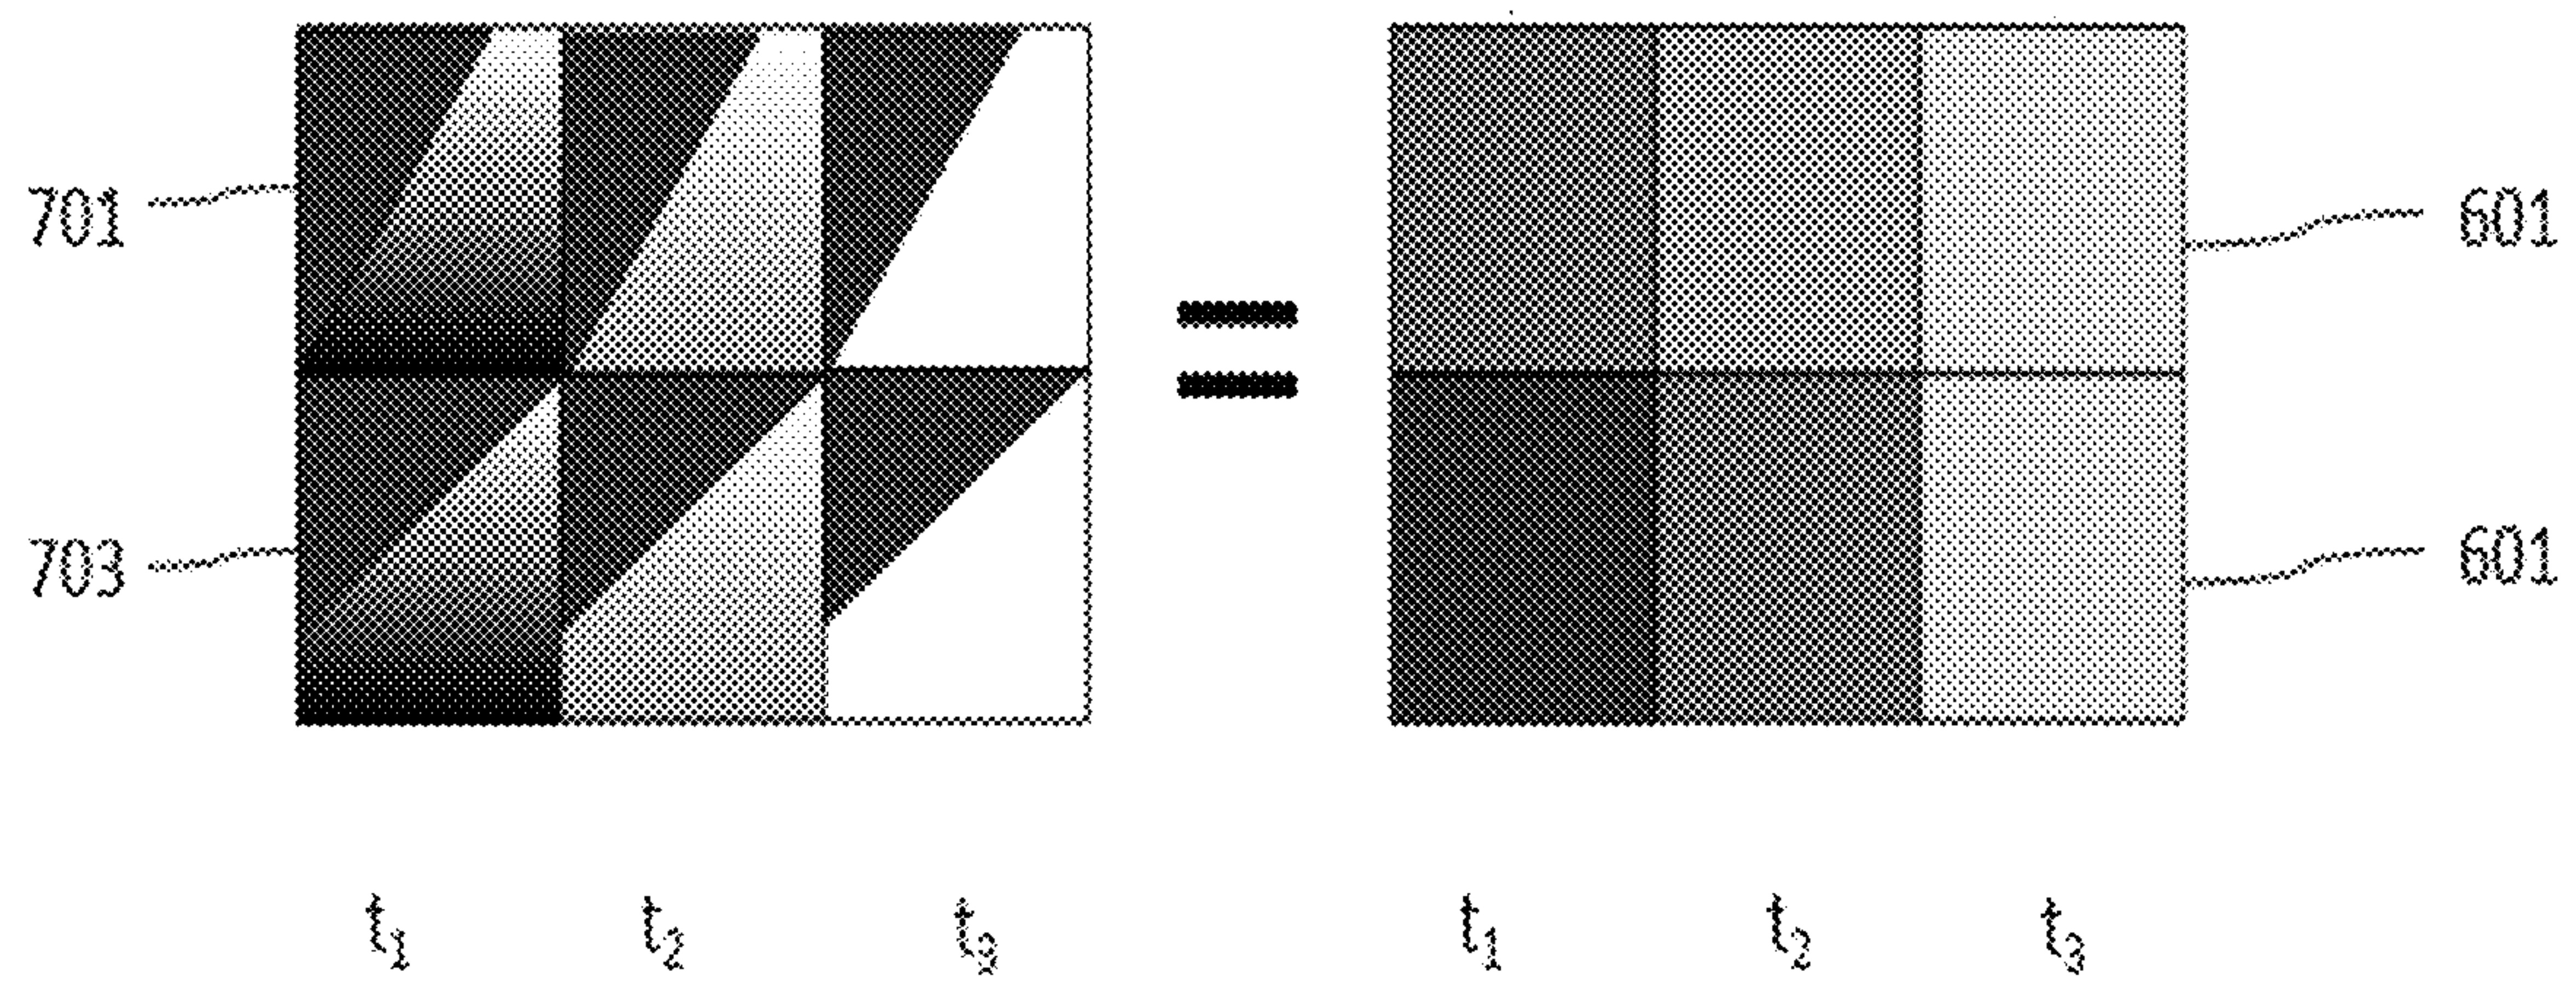 701 = 601
703 601
t₁ t₂ t₃ t₁ t₂ t₃